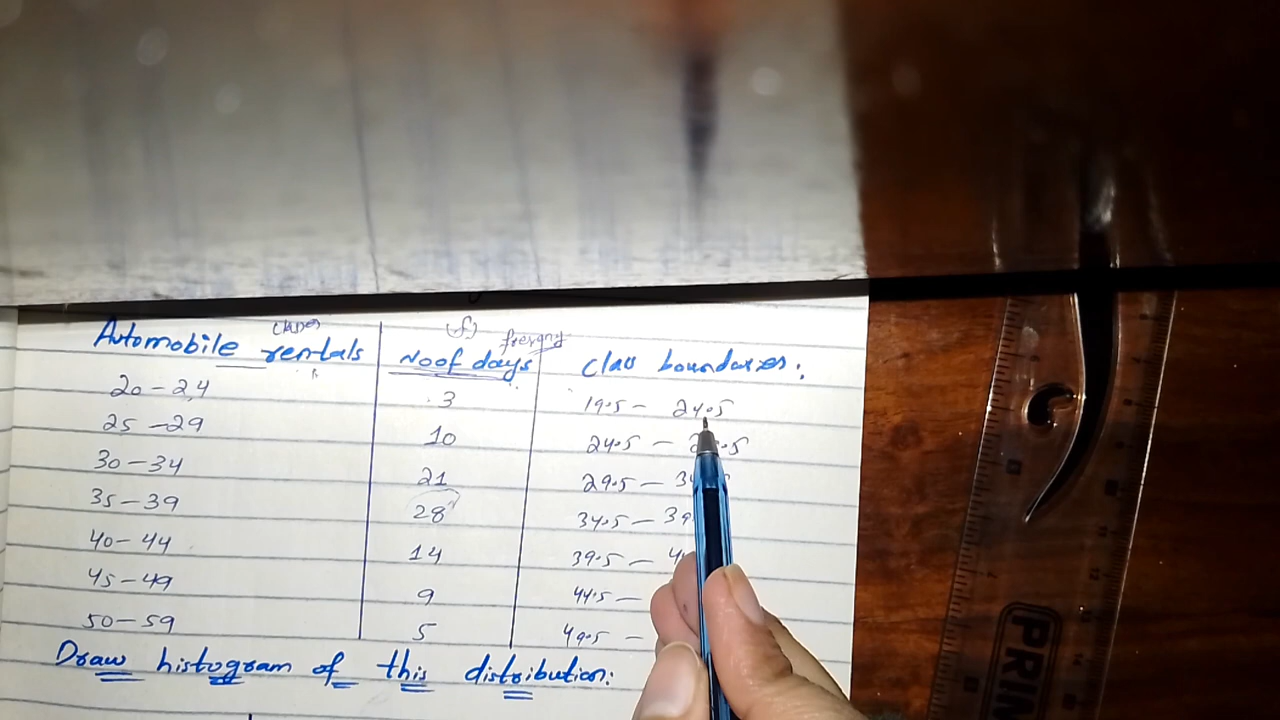 Automobile rentals (f)
No of days Class boundaries:
20-24 3 19.5- 24.5
25-29 10 24.5 -
30-34 21 29.5 -
35-39 28 34.5 -
40-44 14 39.5 -
45-49 9 44.5 -
50-59 5 49.5 -
Draw histogram of this distribution:
PRIM